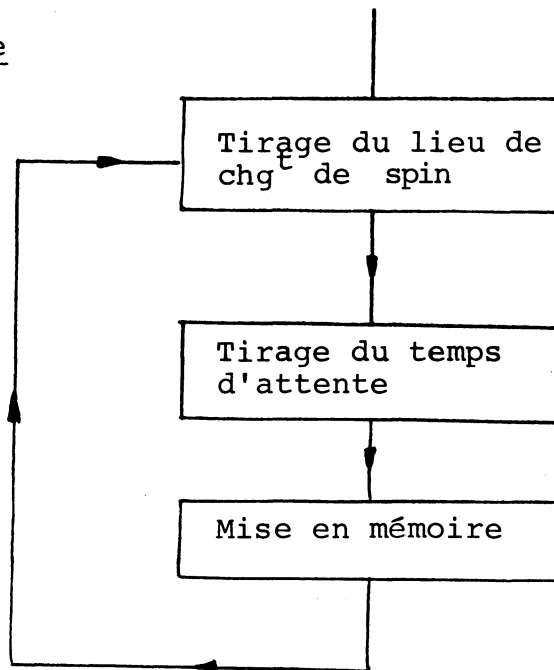 e
Tirage du lieu de
chgt de spin
Tirage du temps
d'attente
Mise en mémoire